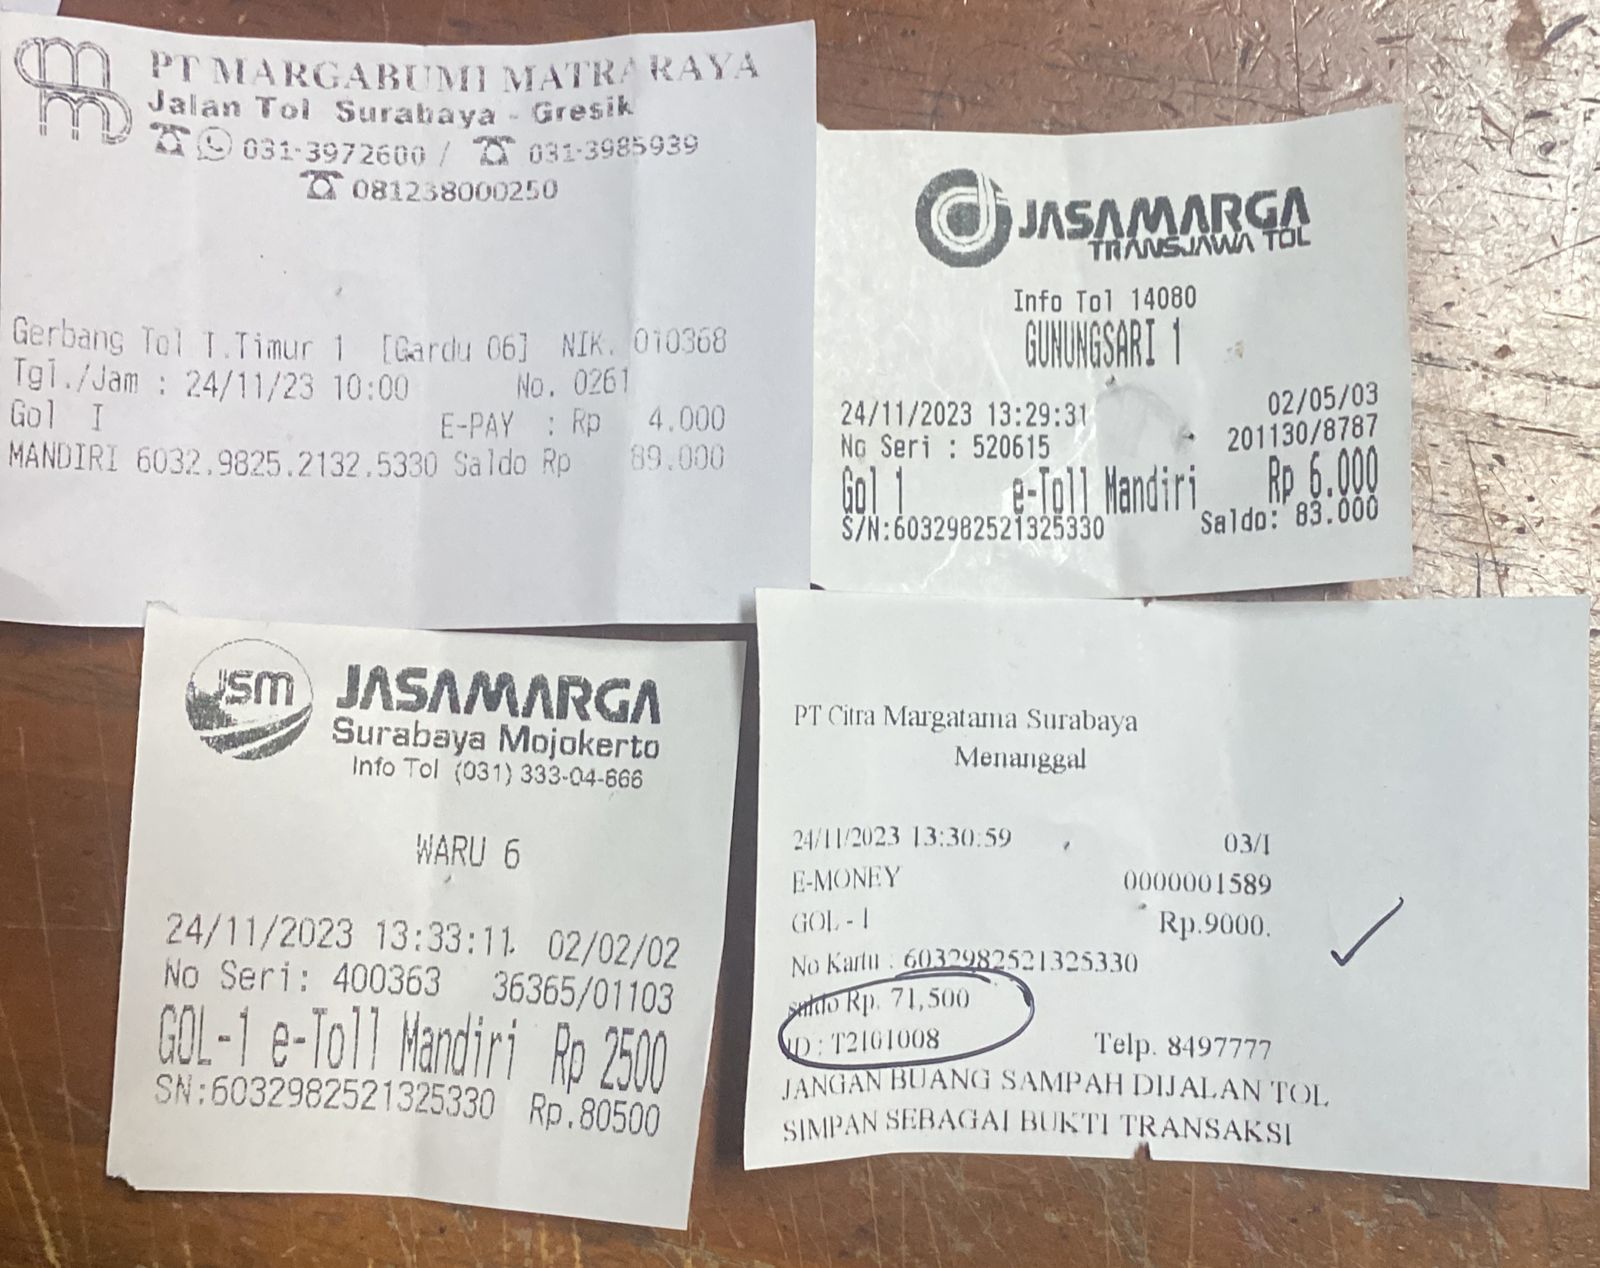 PT MARGABUMI MATRARAYA
Jalan Tol Surabaya - Gresik
031-3972600 / 031-3985939
081238000250
Gerbang Tol T.Timur 1 [Gardu 06] NIK. 010368
Tgl./Jam : 24/11/23 10:00 No. 0261
Gol I E-PAY : Rp 4.000
MANDIRI 6032.9825.2132.5330 Saldo Rp 89.000
JASAMARGA
TRANSJAWA TOL
Info Tol 14080
GUNUNGSARI 1
02/05/03
24/11/2023 13:29:31
201130/8787
No Seri : 520615
Gol 1 e-Toll Mandiri Rp 6.000
S/N:6032982521325330 Saldo: 83.000
JSM JASAMARGA
Surabaya Mojokerto
Info Tol (031) 333-04-666
WARU 6
24/11/2023 13:33:11 02/02/02
No Seri: 400363 36365/01103
GOL-1 e-Toll Mandiri Rp 2500
SN:6032982521325330 Rp.80500
PT Citra Margatama Surabaya
Menanggal
24/11/2023 13:30:59 03/1
E-MONEY 0000001589
GOL - I Rp.9000.
No Kartu : 6032982521325330
saldo Rp. 71,500
ID : T2101008 Telp. 8497777
JANGAN BUANG SAMPAH DIJALAN TOL
SIMPAN SEBAGAI BUKTI TRANSAKSI